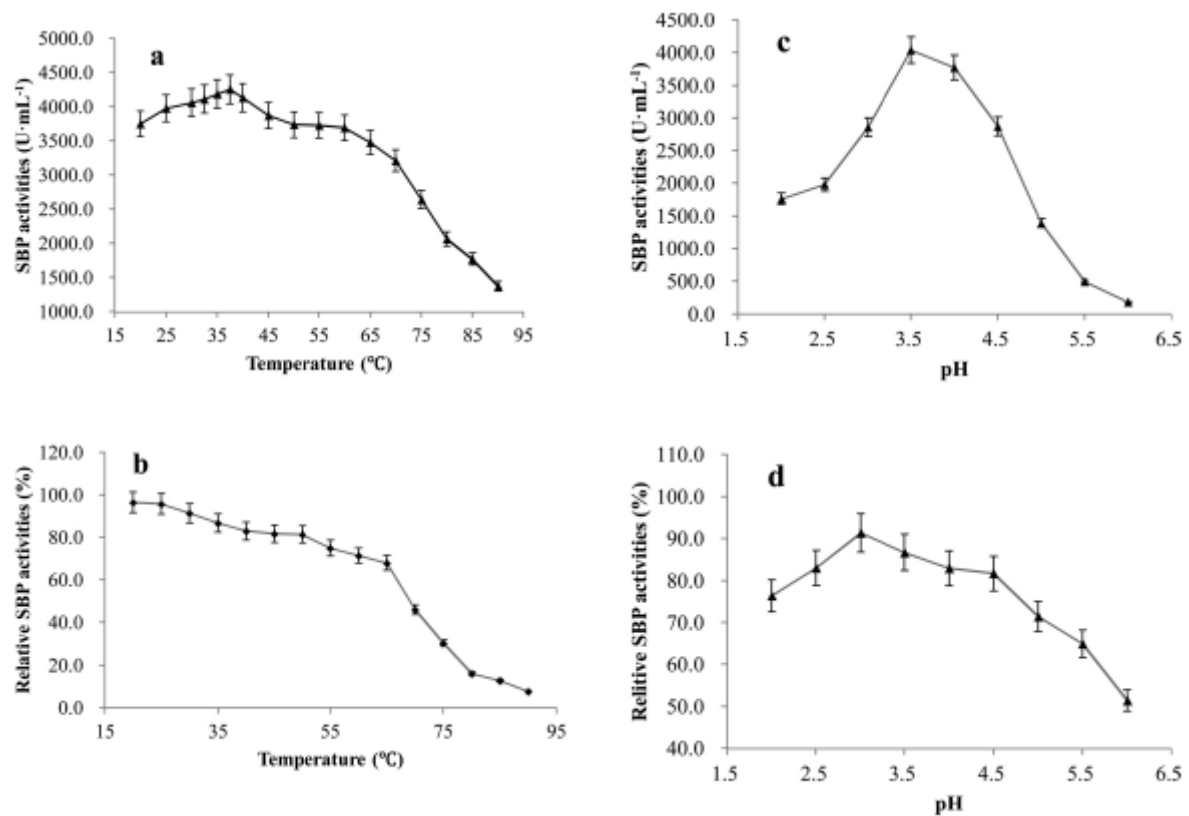 a
5000.0
4500.0
4000.0
3500.0
3000.0
2500.0
2000.0
1500.0
1000.0
SBP activities (U·mL⁻¹)
15 25 35 45 55 65 75 85 95
Temperature (℃)
c
4500.0
4000.0
3500.0
3000.0
2500.0
2000.0
1500.0
1000.0
500.0
0.0
SBP activities (U·mL⁻¹)
1.5 2.5 3.5 4.5 5.5 6.5
pH
b
120.0
100.0
80.0
60.0
40.0
20.0
0.0
Relative SBP activities (%)
15 35 55 75 95
Temperature (℃)
d
110.0
100.0
90.0
80.0
70.0
60.0
50.0
40.0
Relitive SBP activities (%)
1.5 2.5 3.5 4.5 5.5 6.5
pH